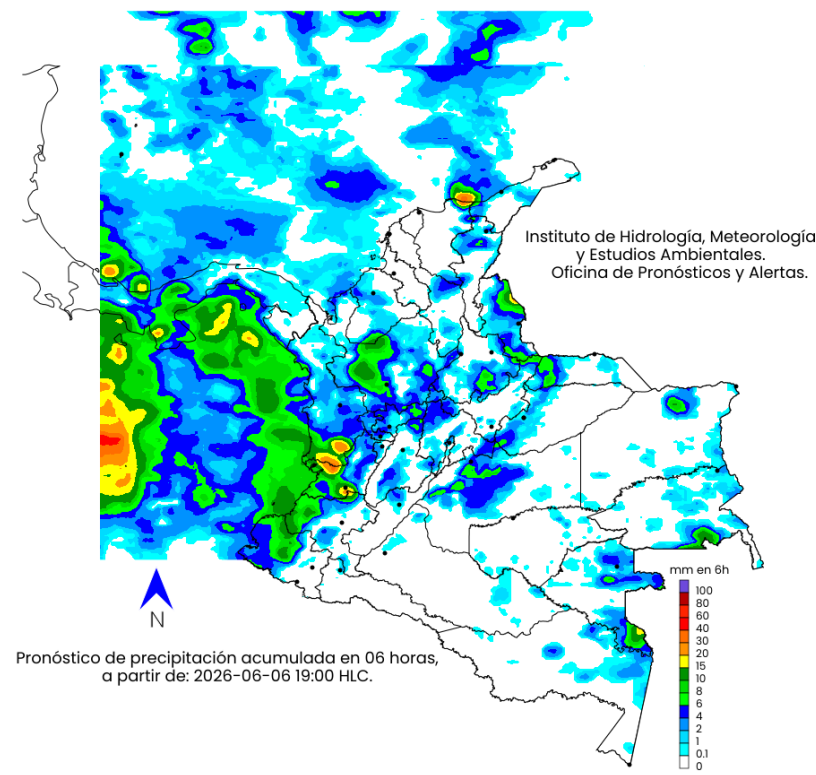 Instituto de Hidrología, Meteorología
y Estudios Ambientales.
Oficina de Pronósticos y Alertas.
mm en 6h
100
80
60
40
30
20
15
10
8
6
4
2
1
0.1
0
N
Pronóstico de precipitación acumulada en 06 horas,
a partir de: 2026-06-06 19:00 HLC.